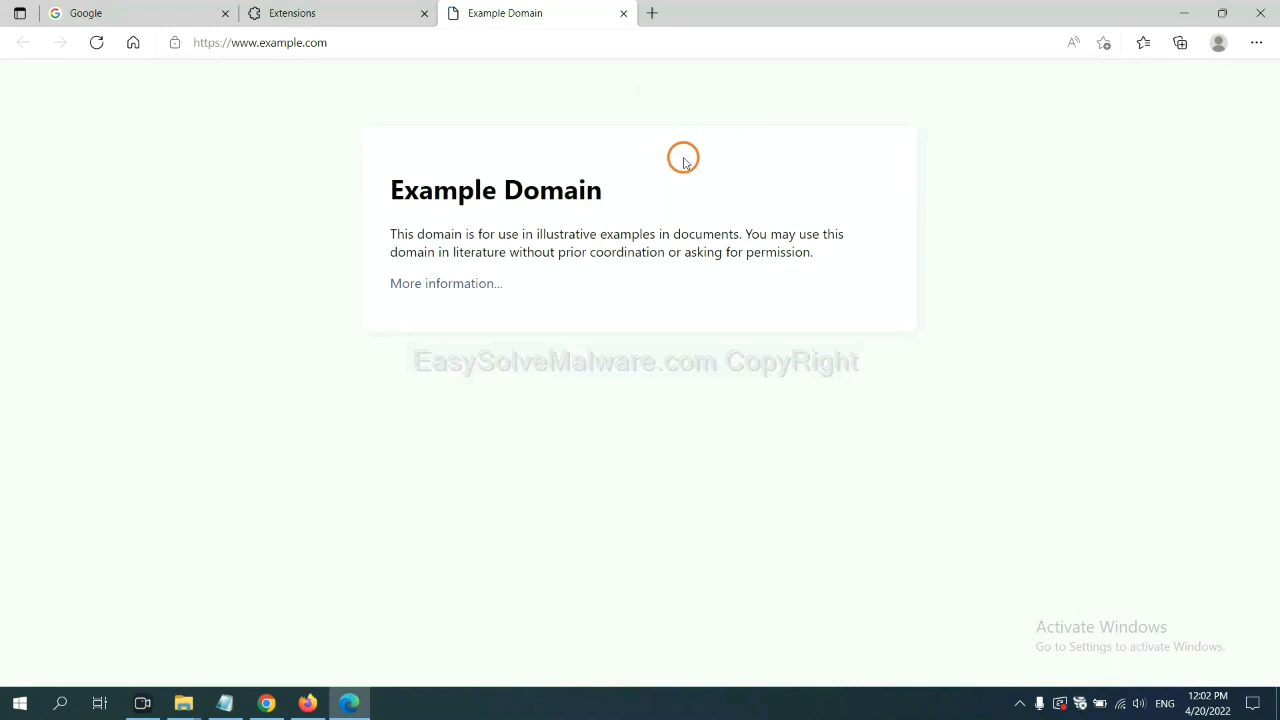 Google
Extensions
Example Domain
https://www.example.com
Example Domain
This domain is for use in illustrative examples in documents. You may use this
domain in literature without prior coordination or asking for permission.
More information...
EasySolveMalware.com CopyRight
Activate Windows
Go to Settings to activate Windows.
ENG
12:02 PM
4/20/2022